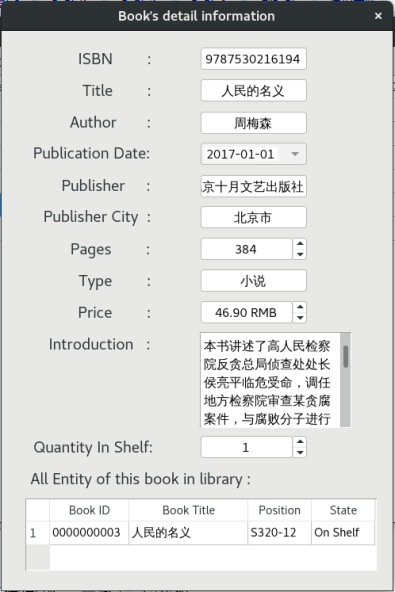 Book's detail information ×
ISBN : 9787530216194
Title : 人民的名义
Author : 周梅森
Publication Date: 2017-01-01
Publisher : 京十月文艺出版社
Publisher City : 北京市
Pages : 384
Type : 小说
Price : 46.90 RMB
Introduction : 本书讲述了高人民检察
院反贪总局侦查处处长
侯亮平临危受命，调任
地方检察院审查某贪腐
案件，与腐败分子进行
Quantity In Shelf: 1
All Entity of this book in library :
Book ID Book Title Position State
1 0000000003 人民的名义 S320-12 On Shelf